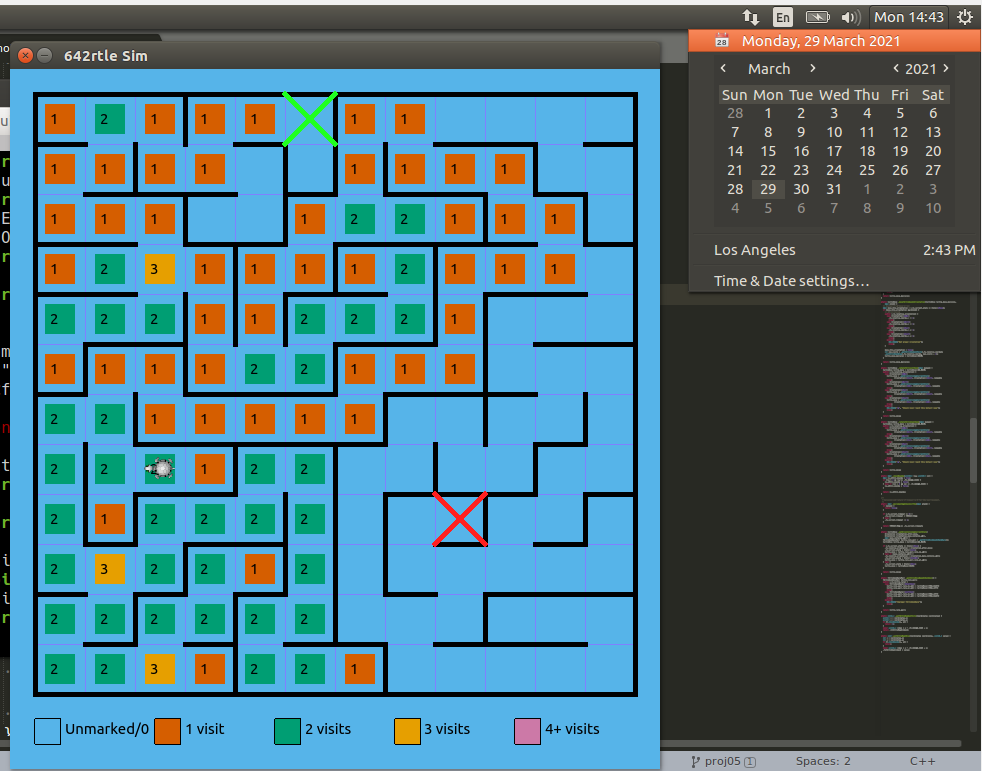 En Mon 14:43
642rtle Sim
Monday, 29 March 2021
< March > < 2021 >
Sun Mon Tue Wed Thu Fri Sat
28 1 2 3 4 5 6
7 8 9 10 11 12 13
14 15 16 17 18 19 20
21 22 23 24 25 26 27
28 29 30 31 1 2 3
4 5 6 7 8 9 10
Los Angeles 2:43 PM
Time & Date settings...
1 2 1 1 1 1 1
1 1 1 1 1 1 1 1
1 1 1 1 2 2 1 1 1
1 2 3 1 1 1 1 2 1 1 1
2 2 2 1 1 2 2 2 1
1 1 1 1 2 2 1 1 1
2 2 1 1 1 1 1
2 2 1 2 2
2 1 2 2 2 2
2 3 2 2 1 2
2 2 2 2 2 2
2 2 3 1 2 2 1
Unmarked/0 1 visit 2 visits 3 visits 4+ visits
proj05 1 Spaces: 2 C++